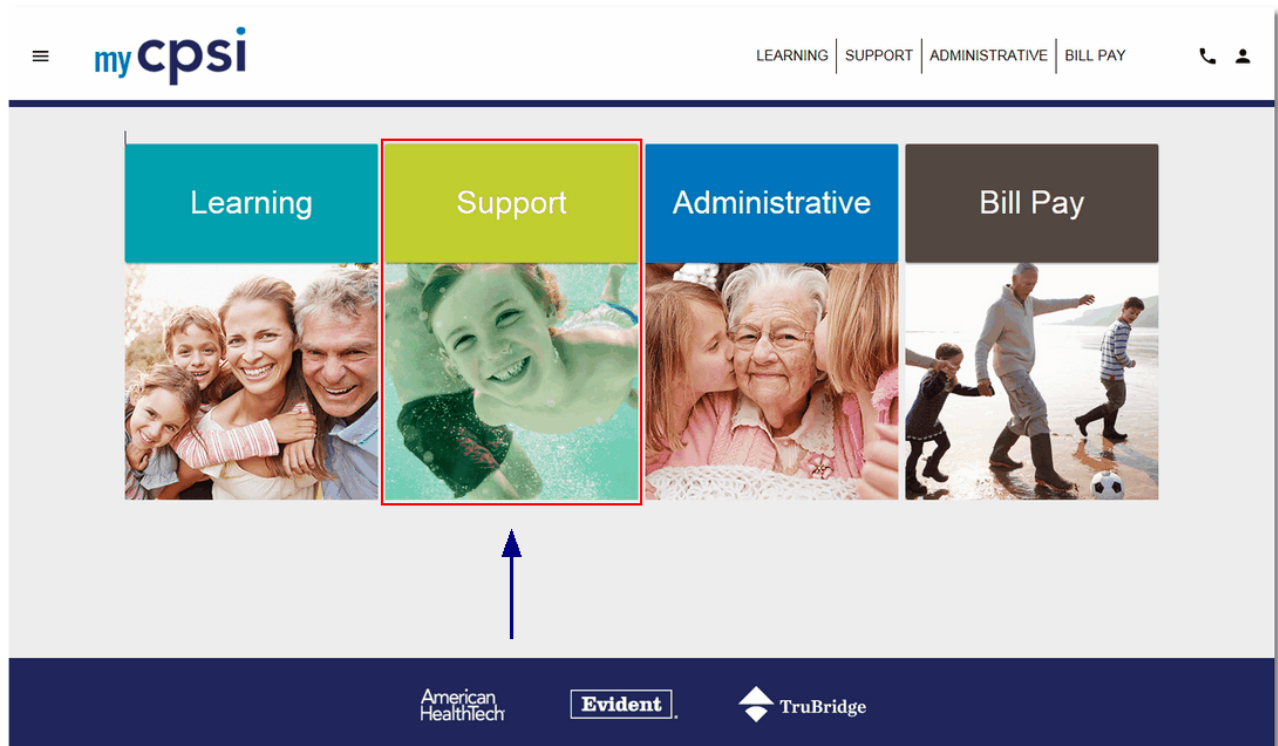 my cpsi
LEARNING SUPPORT ADMINISTRATIVE BILL PAY
Learning
Support
Administrative
Bill Pay
American
HealthTech
Evident
TruBridge